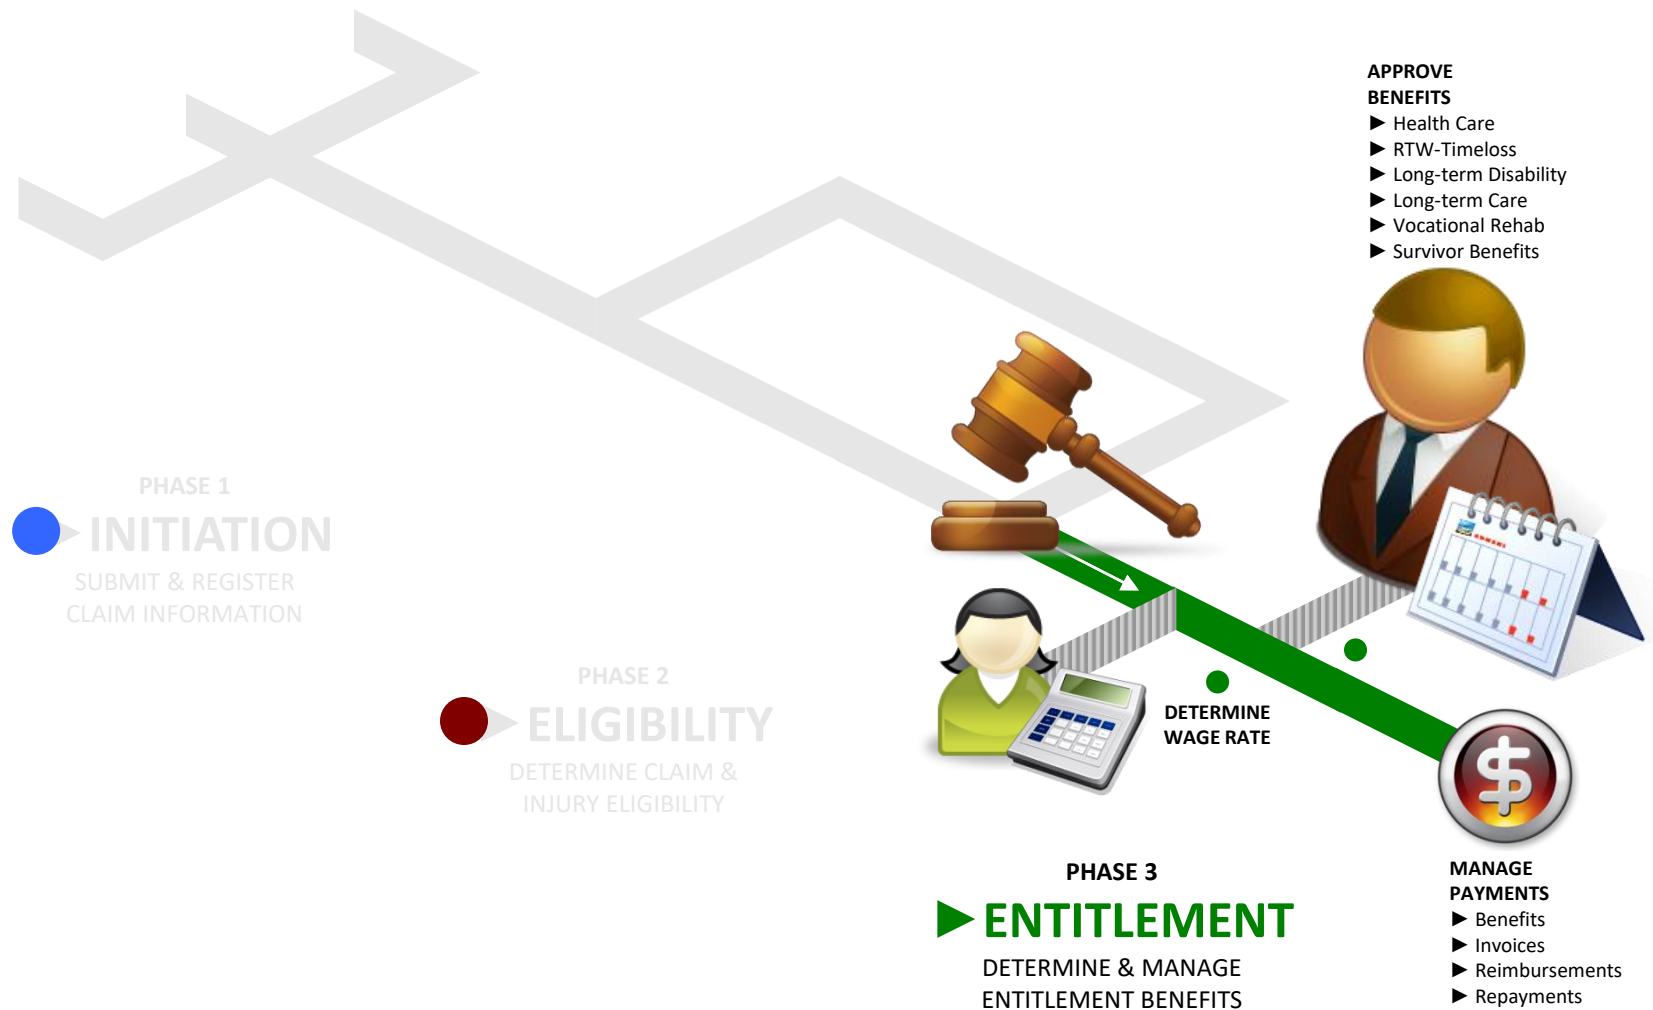 APPROVE
BENEFITS
► Health Care
► RTW-Timeloss
► Long-term Disability
► Long-term Care
► Vocational Rehab
► Survivor Benefits
PHASE 1
INITIATION
SUBMIT & REGISTER
CLAIM INFORMATION
PHASE 2
ELIGIBILITY
DETERMINE CLAIM &
INJURY ELIGIBILITY
DETERMINE
WAGE RATE
PHASE 3
ENTITLEMENT
DETERMINE & MANAGE
ENTITLEMENT BENEFITS
$
MANAGE
PAYMENTS
► Benefits
► Invoices
► Reimbursements
► Repayments